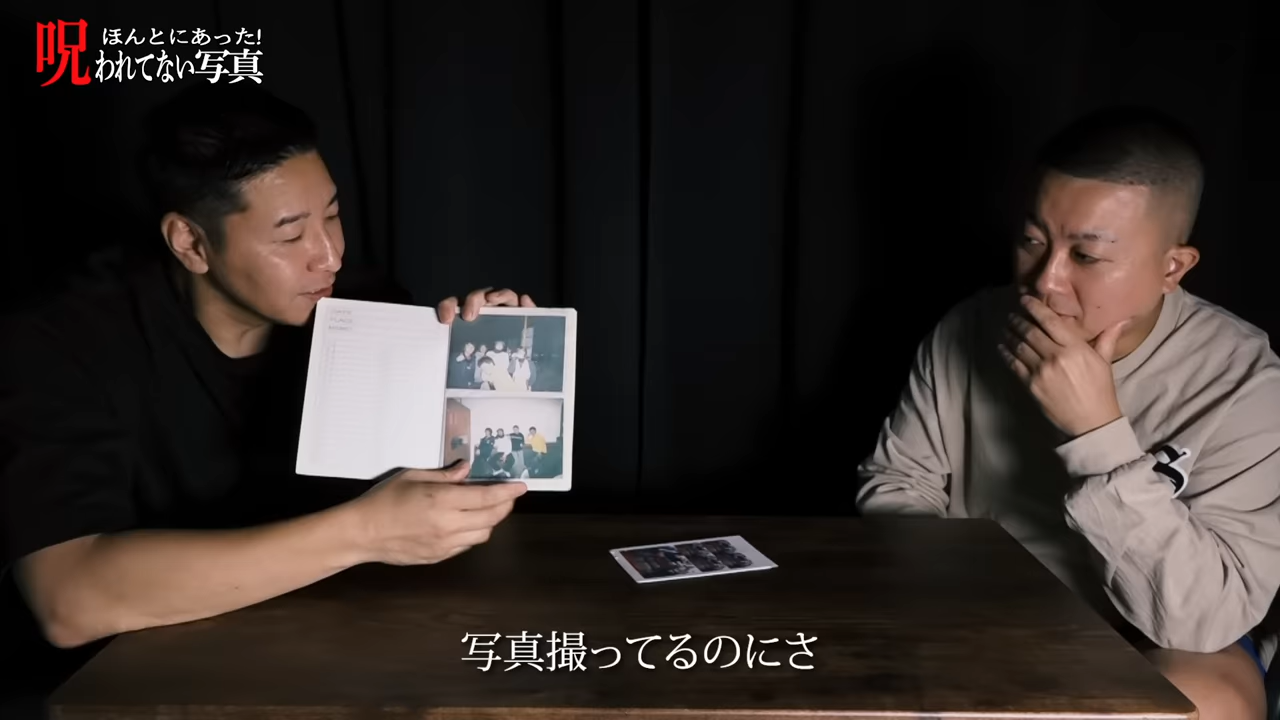 ほんとにあった!
呪われてない写真
写真撮ってるのにさ